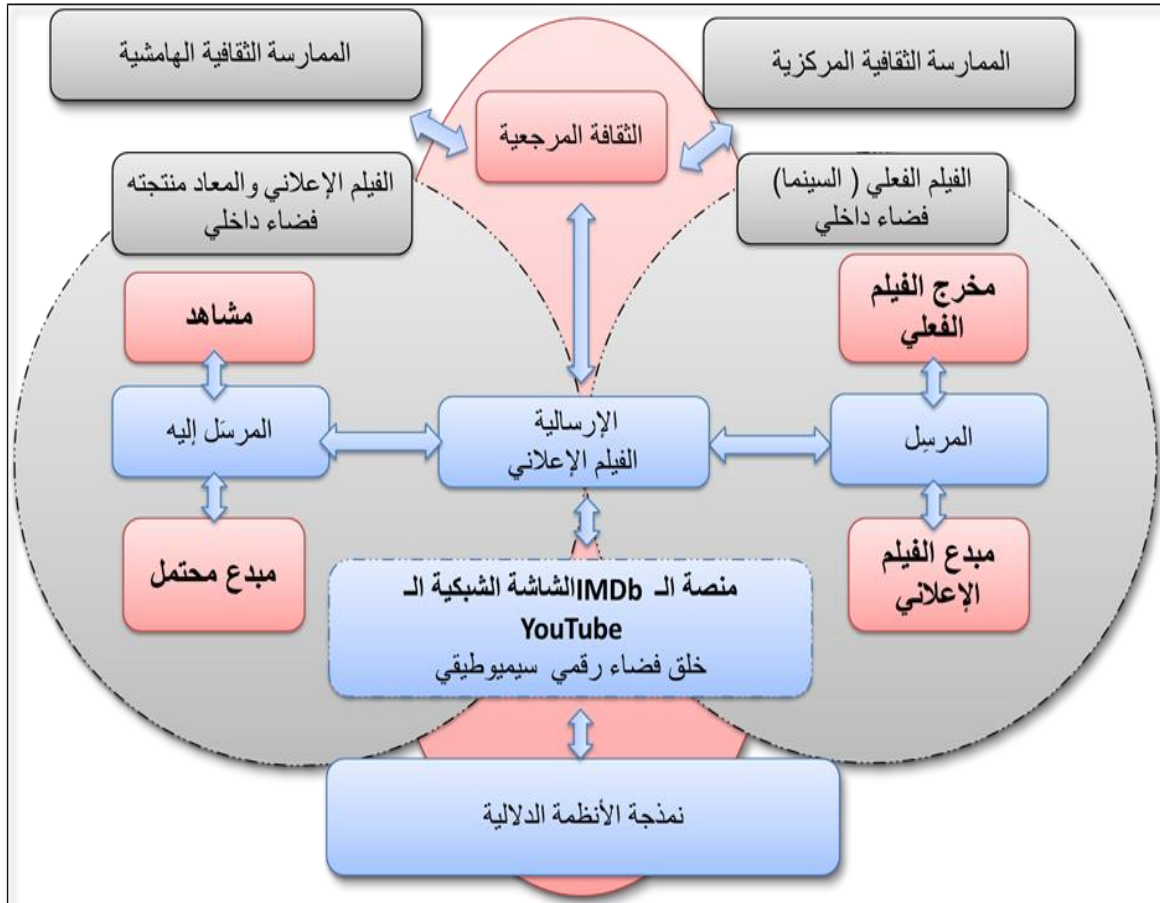 الممارسة الثقافية المركزية
الممارسة الثقافية الهامشية
الثقافة المرجعية
الفيلم الفعلي ( السينما)
فضاء داخلي
الفيلم الإعلاني والمعاد منتجته
فضاء داخلي
مخرج الفيلم
الفعلي
مشاهد
المرسِل
الإرسالية
الفيلم الإعلاني
المرسَل إليه
مبدع الفيلم
الإعلاني
مبدع محتمل
منصة الـ IMDbالشاشة الشبكية الـ
YouTube
خلق فضاء رقمي سيميوطيقي
نمذجة الأنظمة الدلالية